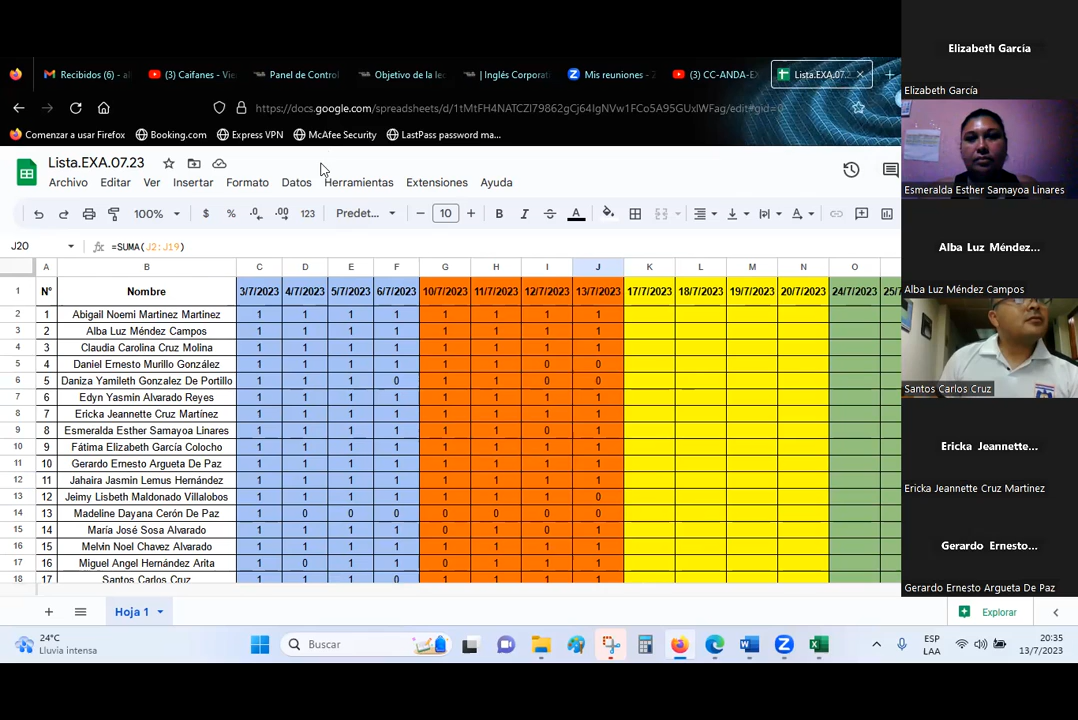 Recibidos (6) - al
(3) Caifanes - Vie
Panel de Control
Objetivo de la lec
| Inglés Corporat
Mis reuniones - Z
(3) CC-ANDA-EX
Lista.EXA.07.2
https://docs.google.com/spreadsheets/d/1tMtFH4NATCZI79862gCj64IgNVw1FCo5A95GUxIWFag/edit#gid=0
Comenzar a usar Firefox
Booking.com
Express VPN
McAfee Security
LastPass password ma...
Lista.EXA.07.23
Archivo Editar Ver Insertar Formato Datos Herramientas Extensiones Ayuda
100% $ % .0 .00 123 Predet... − 10 + B I S A
J20 fx =SUMA(J2:J19)
A B C D E F G H I J K L M N O
1 N° Nombre 3/7/2023 4/7/2023 5/7/2023 6/7/2023 10/7/2023 11/7/2023 12/7/2023 13/7/2023 17/7/2023 18/7/2023 19/7/2023 20/7/2023 24/7/2023 25/7
2 1 Abigail Noemi Martinez Martinez 1 1 1 1 1 1 1 1
3 2 Alba Luz Méndez Campos 1 1 1 1 1 1 1 1
4 3 Claudia Carolina Cruz Molina 1 1 1 1 1 1 1 1
5 4 Daniel Ernesto Murillo González 1 1 1 1 1 1 0 0
6 5 Daniza Yamileth Gonzalez De Portillo 1 1 1 0 1 1 0 0
7 6 Edyn Yasmin Alvarado Reyes 1 1 1 1 1 1 1 1
8 7 Ericka Jeannette Cruz Martínez 1 1 1 1 1 1 1 1
9 8 Esmeralda Esther Samayoa Linares 1 1 1 1 1 1 0 1
10 9 Fátima Elizabeth García Colocho 1 1 1 1 1 1 1 1
11 10 Gerardo Ernesto Argueta De Paz 1 1 1 1 1 1 1 1
12 11 Jahaira Jasmin Lemus Hernández 1 1 1 1 1 1 1 1
13 12 Jeimy Lisbeth Maldonado Villalobos 1 1 1 1 1 1 1 0
14 13 Madeline Dayana Cerón De Paz 1 0 0 0 0 0 0 0
15 14 María José Sosa Alvarado 1 1 1 1 0 1 0 1
16 15 Melvin Noel Chavez Alvarado 1 1 1 1 1 1 1 1
17 16 Miguel Angel Hernández Arita 1 0 1 1 0 1 1 1
18 17 Santos Carlos Cruz 1 1 1 0 1 1 1 1
Hoja 1
Explorar
24°C
Lluvia intensa
Buscar
ESP
LAA
20:35
13/7/2023
Elizabeth García
Elizabeth García
Esmeralda Esther Samayoa Linares
Alba Luz Méndez...
Alba Luz Méndez Campos
Santos Carlos Cruz
Ericka Jeannette...
Ericka Jeannette Cruz Martinez
Gerardo Ernesto...
Gerardo Ernesto Argueta De Paz